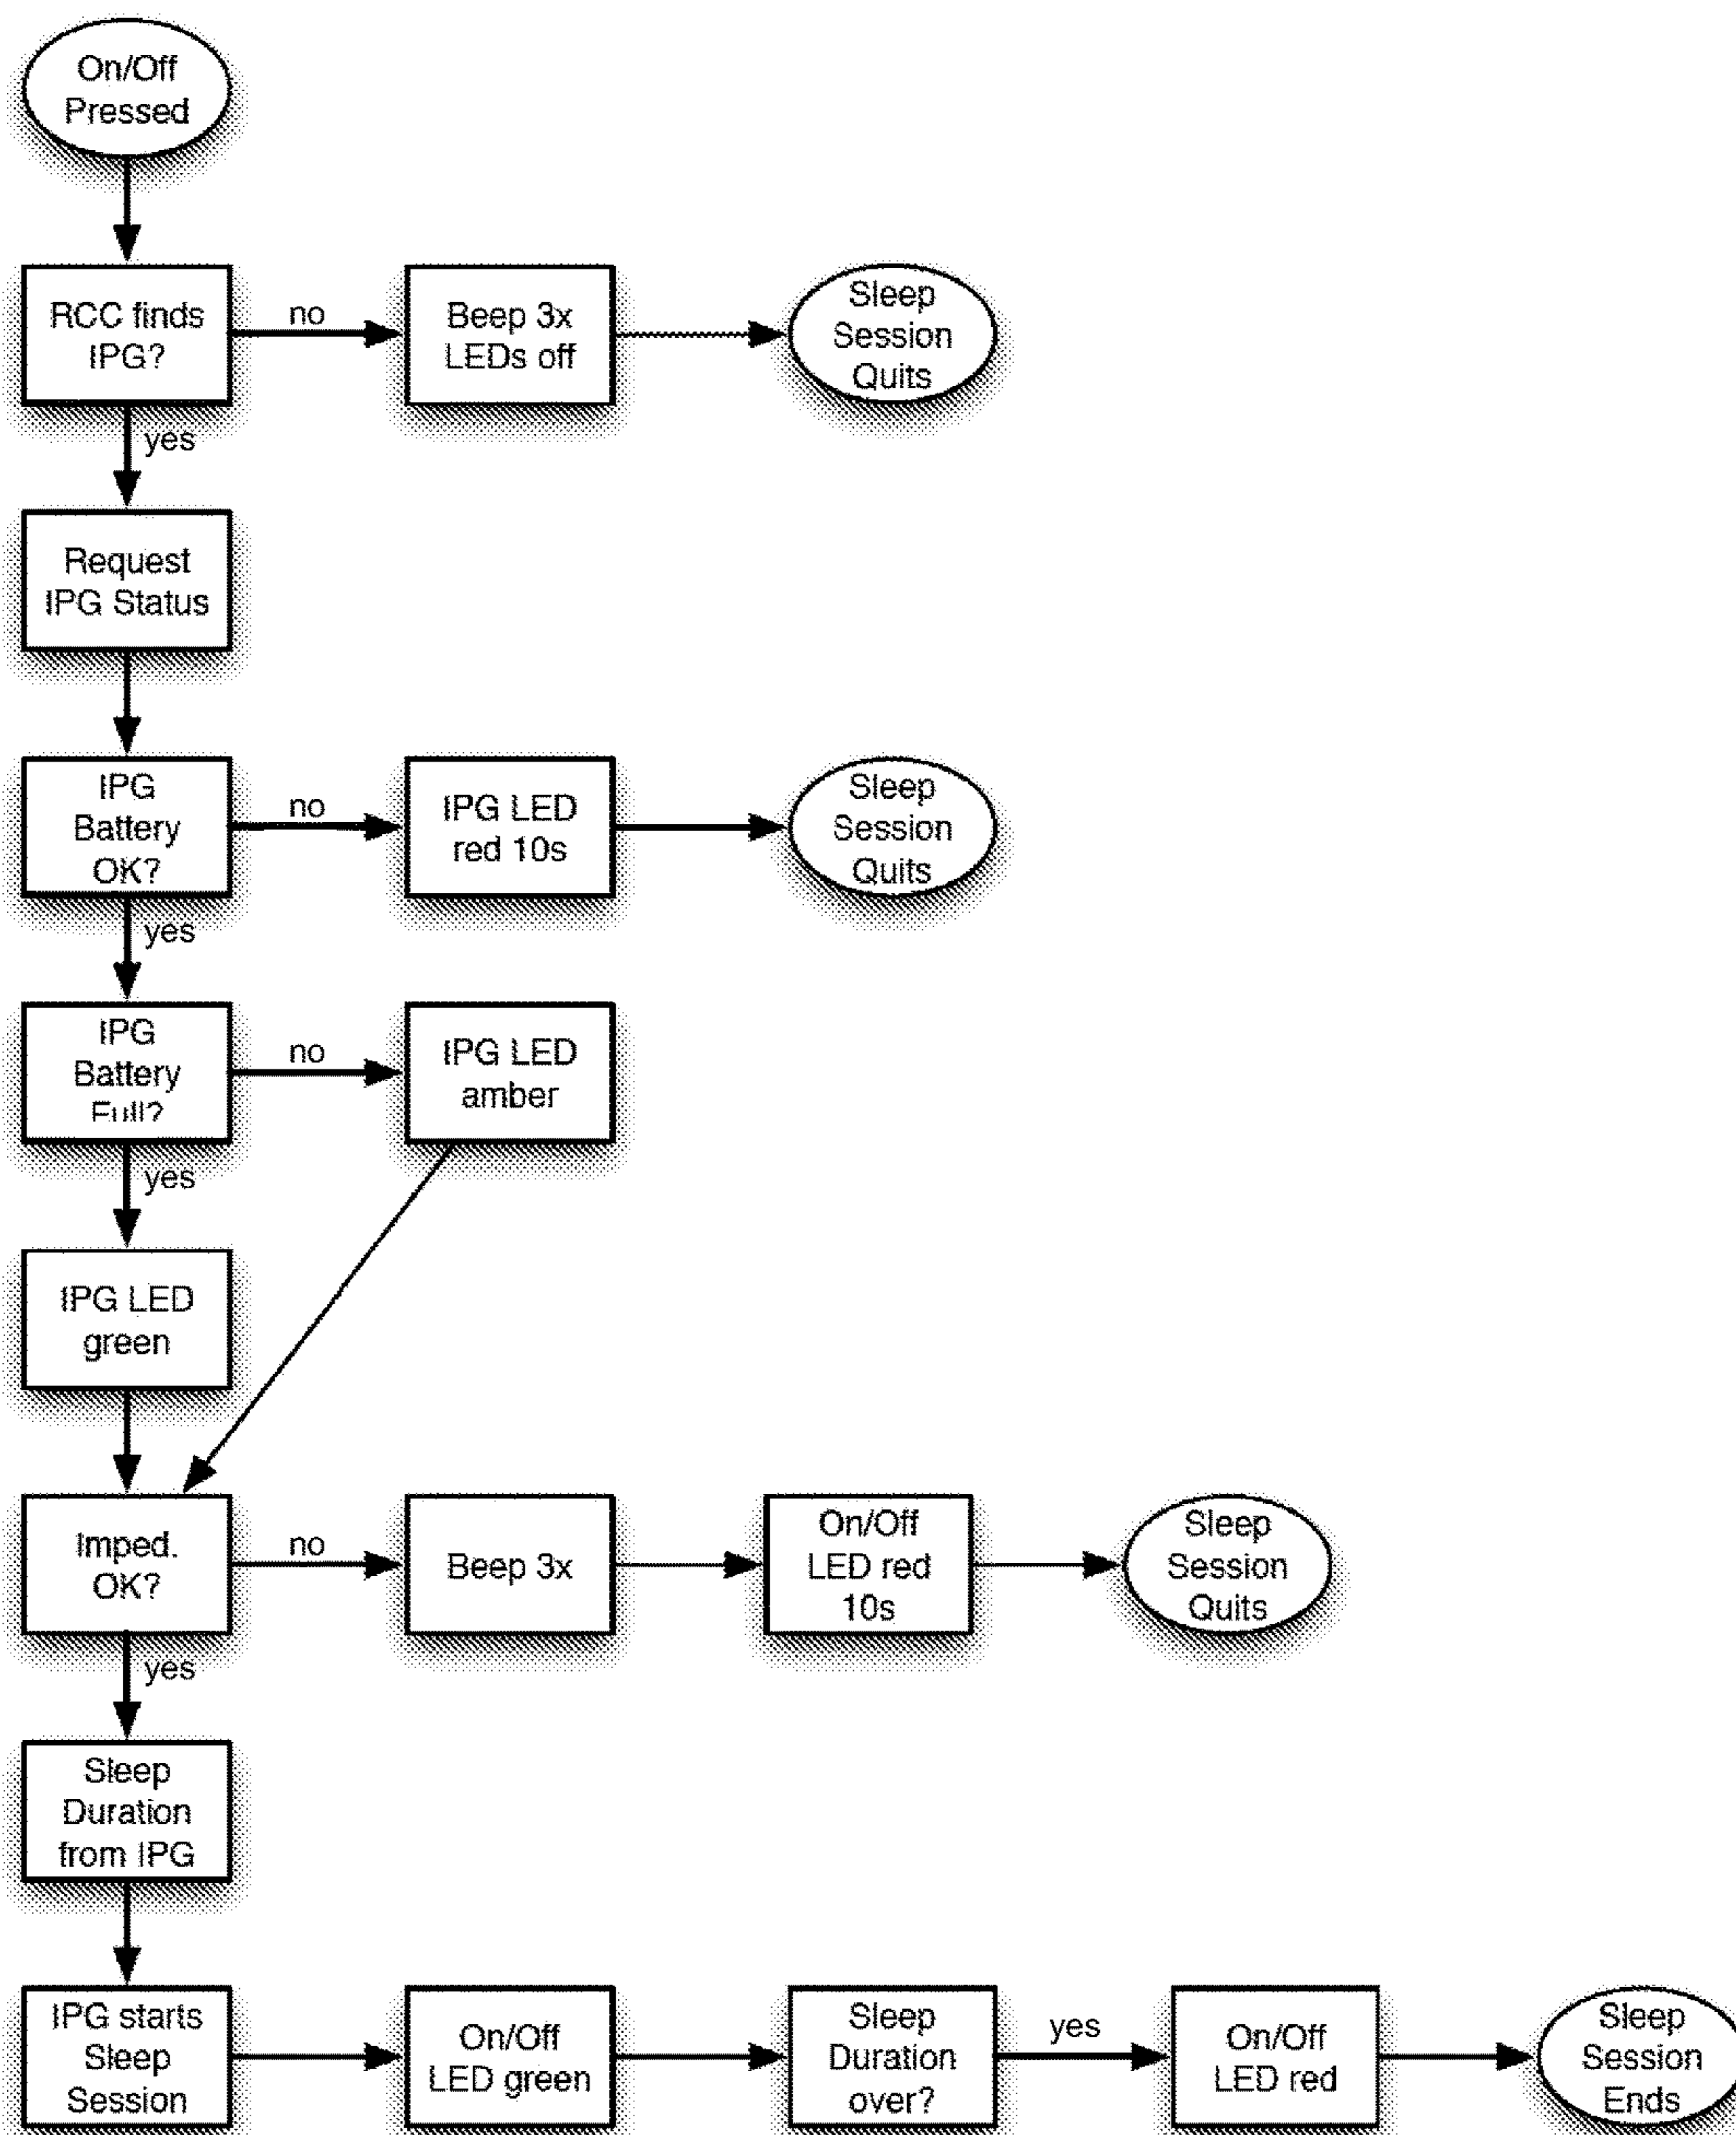 On/Off
Pressed
RCC finds
IPG?
no
Beep 3x
LEDs off
Sleep
Session
Quits
yes
Request
IPG Status
IPG
Battery
OK?
no
IPG LED
red 10s
Sleep
Session
Quits
yes
IPG
Battery
Full?
no
IPG LED
amber
yes
IPG LED
green
Imped.
OK?
no
Beep 3x
On/Off
LED red
10s
Sleep
Session
Quits
yes
Sleep
Duration
from IPG
IPG starts
Sleep
Session
On/Off
LED green
Sleep
Duration
over?
yes
On/Off
LED red
Sleep
Session
Ends